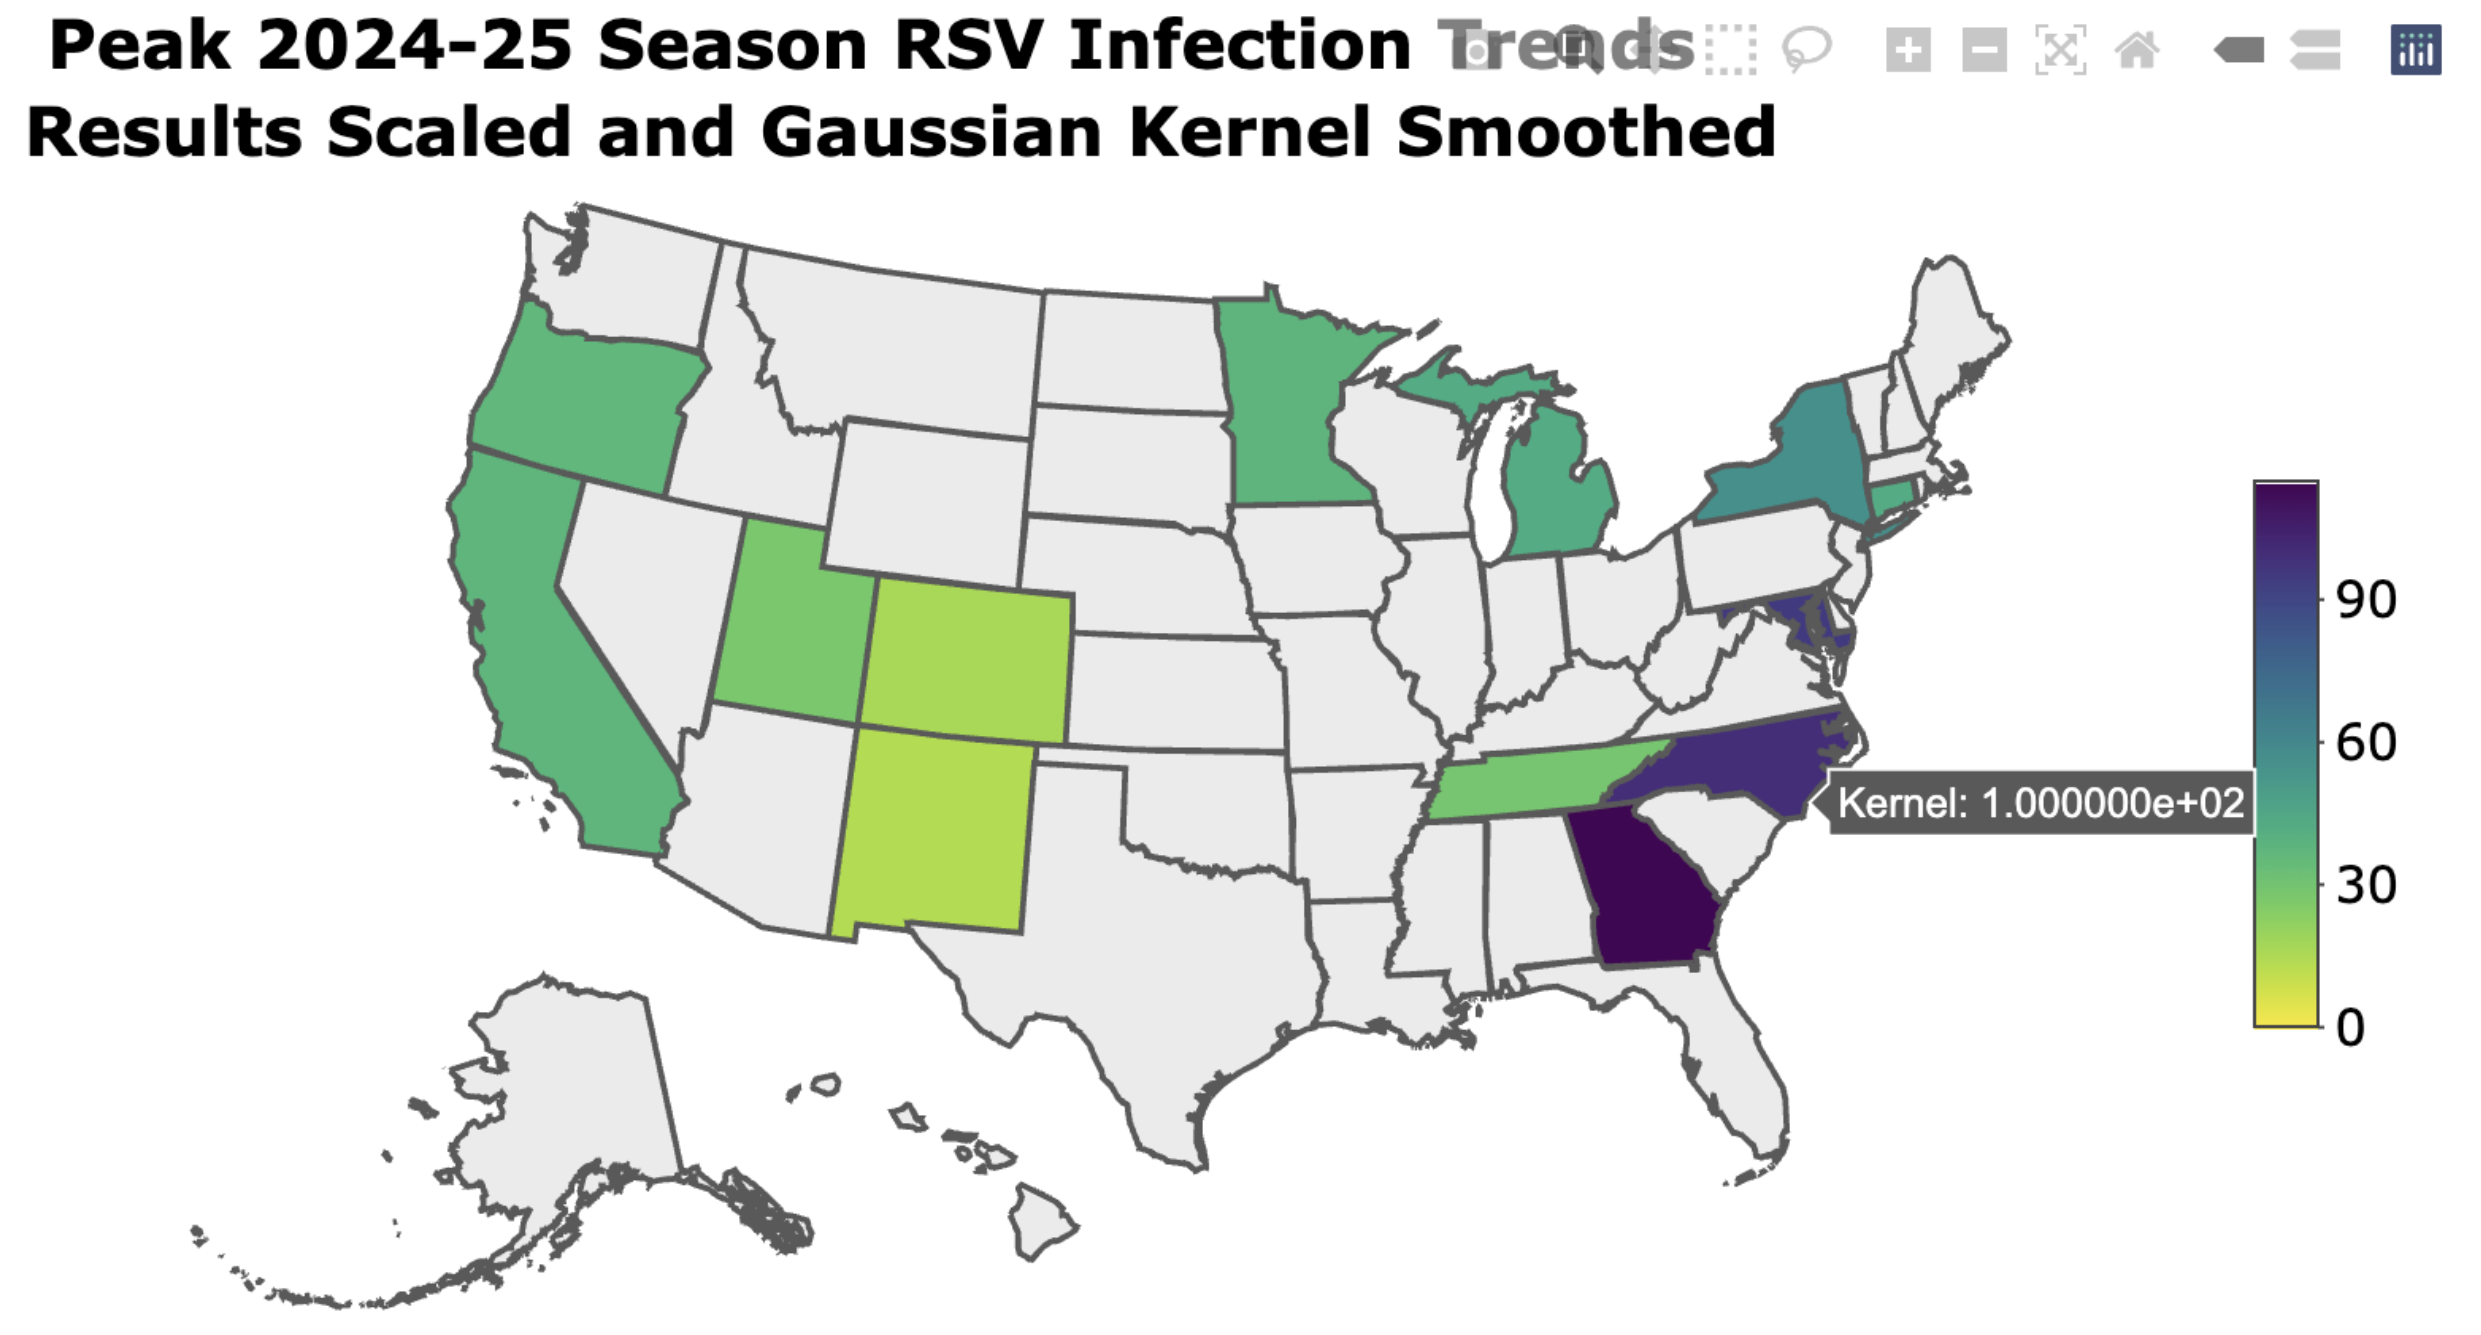 Peak 2024-25 Season RSV Infection Trends
Results Scaled and Gaussian Kernel Smoothed
90
60
Kernel: 1.000000e+02
30
0